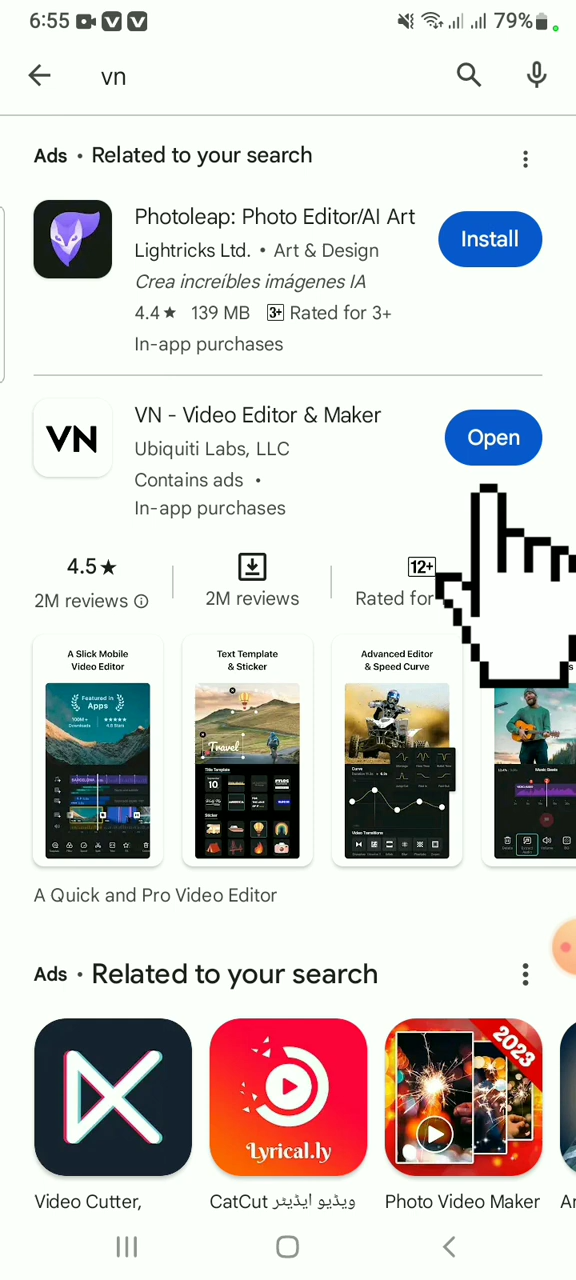 6:55
79%
vn
Ads • Related to your search
Photoleap: Photo Editor/AI Art
Lightricks Ltd. • Art & Design
Crea increíbles imágenes IA
4.4★ 139 MB 3+ Rated for 3+
In-app purchases
Install
VN
VN - Video Editor & Maker
Ubiquiti Labs, LLC
Contains ads •
In-app purchases
Open
4.5★
2M reviews
2M reviews
12+
Rated for
A Slick Mobile
Video Editor
Featured in
Apps
Text Template
& Sticker
Travel
Advanced Editor
& Speed Curve
A Quick and Pro Video Editor
Ads • Related to your search
Lyrical.ly
2023
Video Cutter,
CatCut ویڈیو ایڈیٹر
Photo Video Maker